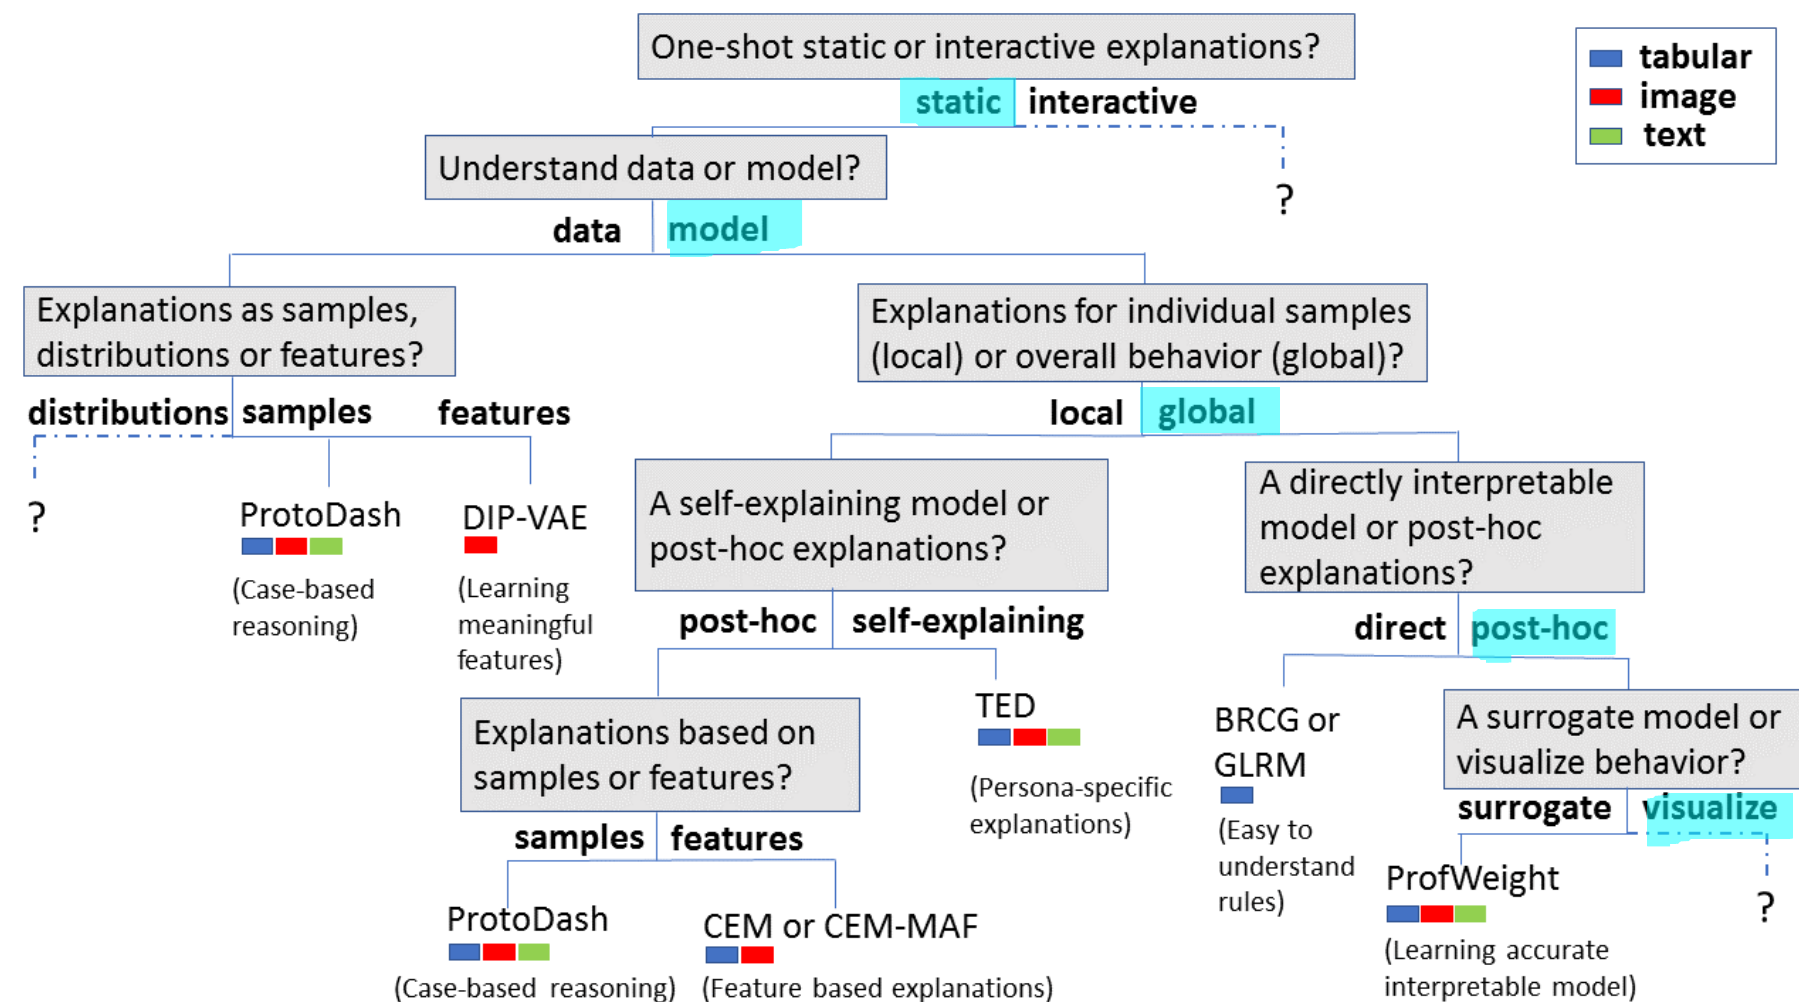 One-shot static or interactive explanations?
tabular
image
text
static interactive
Understand data or model?
?
data model
Explanations as samples,
distributions or features?
Explanations for individual samples
(local) or overall behavior (global)?
distributions samples features
local global
?
ProtoDash
(Case-based
reasoning)
DIP-VAE
(Learning
meaningful
features)
A self-explaining model or
post-hoc explanations?
A directly interpretable
model or post-hoc
explanations?
post-hoc self-explaining
direct post-hoc
Explanations based on
samples or features?
TED
(Persona-specific
explanations)
BRCG or
GLRM
(Easy to
understand
rules)
A surrogate model or
visualize behavior?
surrogate visualize
samples features
ProtoDash
(Case-based reasoning)
CEM or CEM-MAF
(Feature based explanations)
ProfWeight
(Learning accurate
interpretable model)
?